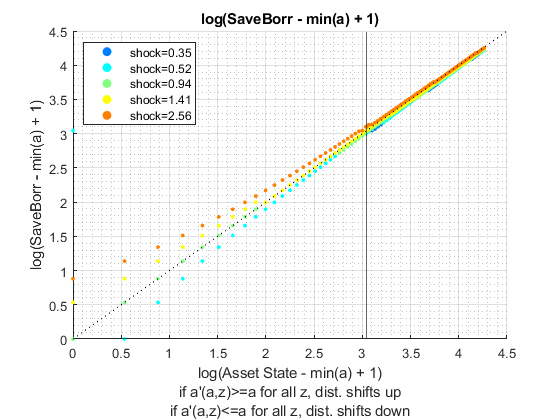 log(SaveBorr - min(a) + 1)
4.5
4
3.5
3
2.5
2
1.5
1
0.5
0
log(SaveBorr - min(a) + 1)
shock=0.35
shock=0.52
shock=0.94
shock=1.41
shock=2.56
0 0.5 1 1.5 2 2.5 3 3.5 4 4.5
log(Asset State - min(a) + 1)
if a'(a,z)>=a for all z, dist. shifts up
if a'(a,z)<=a for all z, dist. shifts down